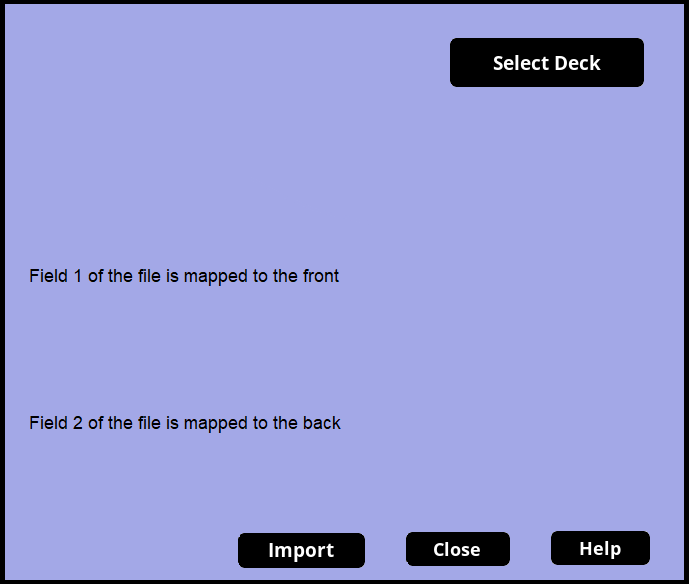 Select Deck
Field 1 of the file is mapped to the front
Field 2 of the file is mapped to the back
Import Close Help